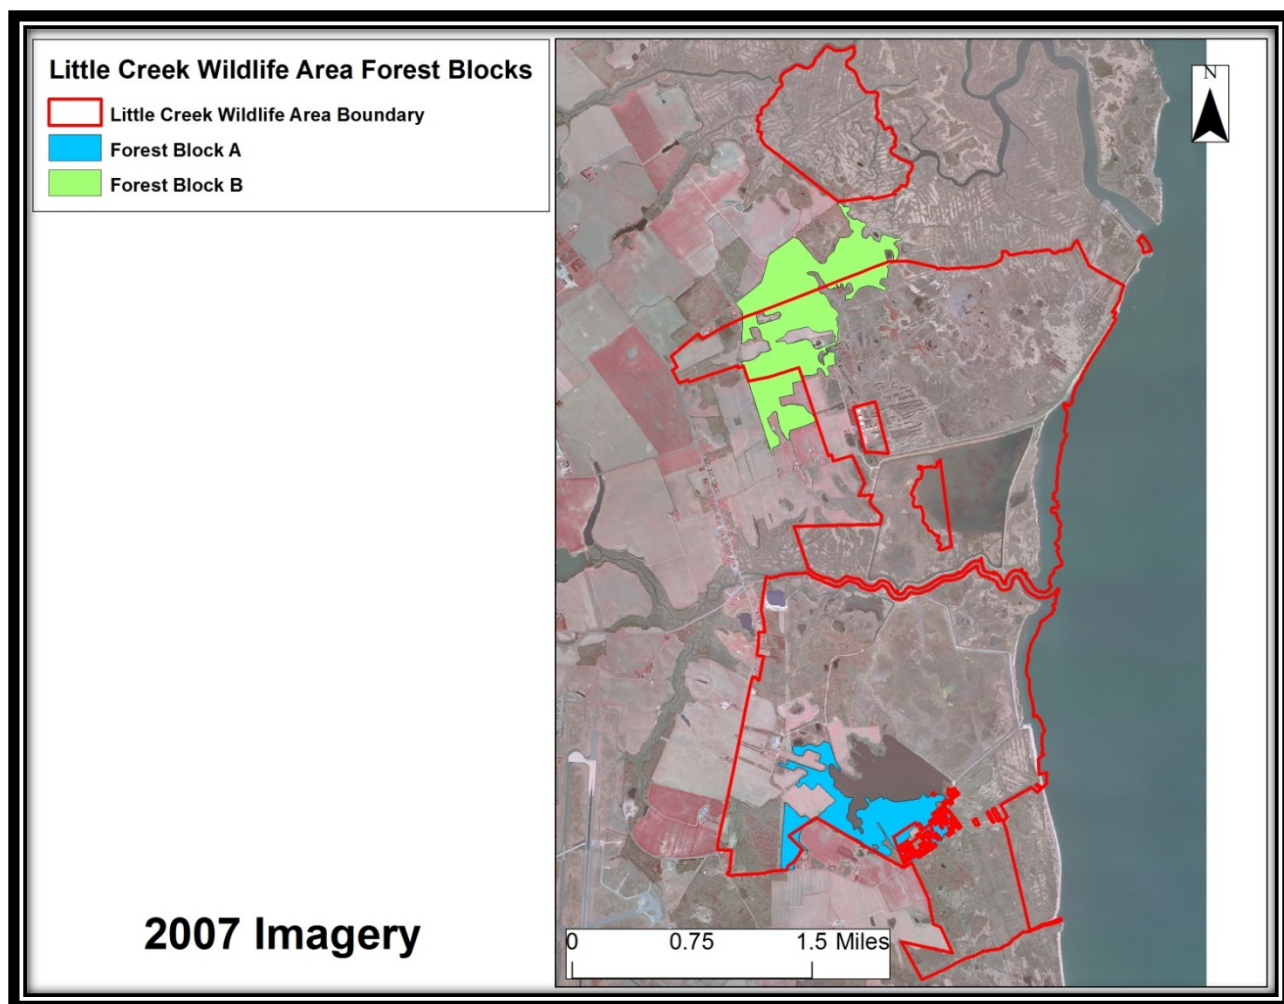 Little Creek Wildlife Area Forest Blocks
Little Creek Wildlife Area Boundary
Forest Block A
Forest Block B
N
2007 Imagery
0 0.75 1.5 Miles